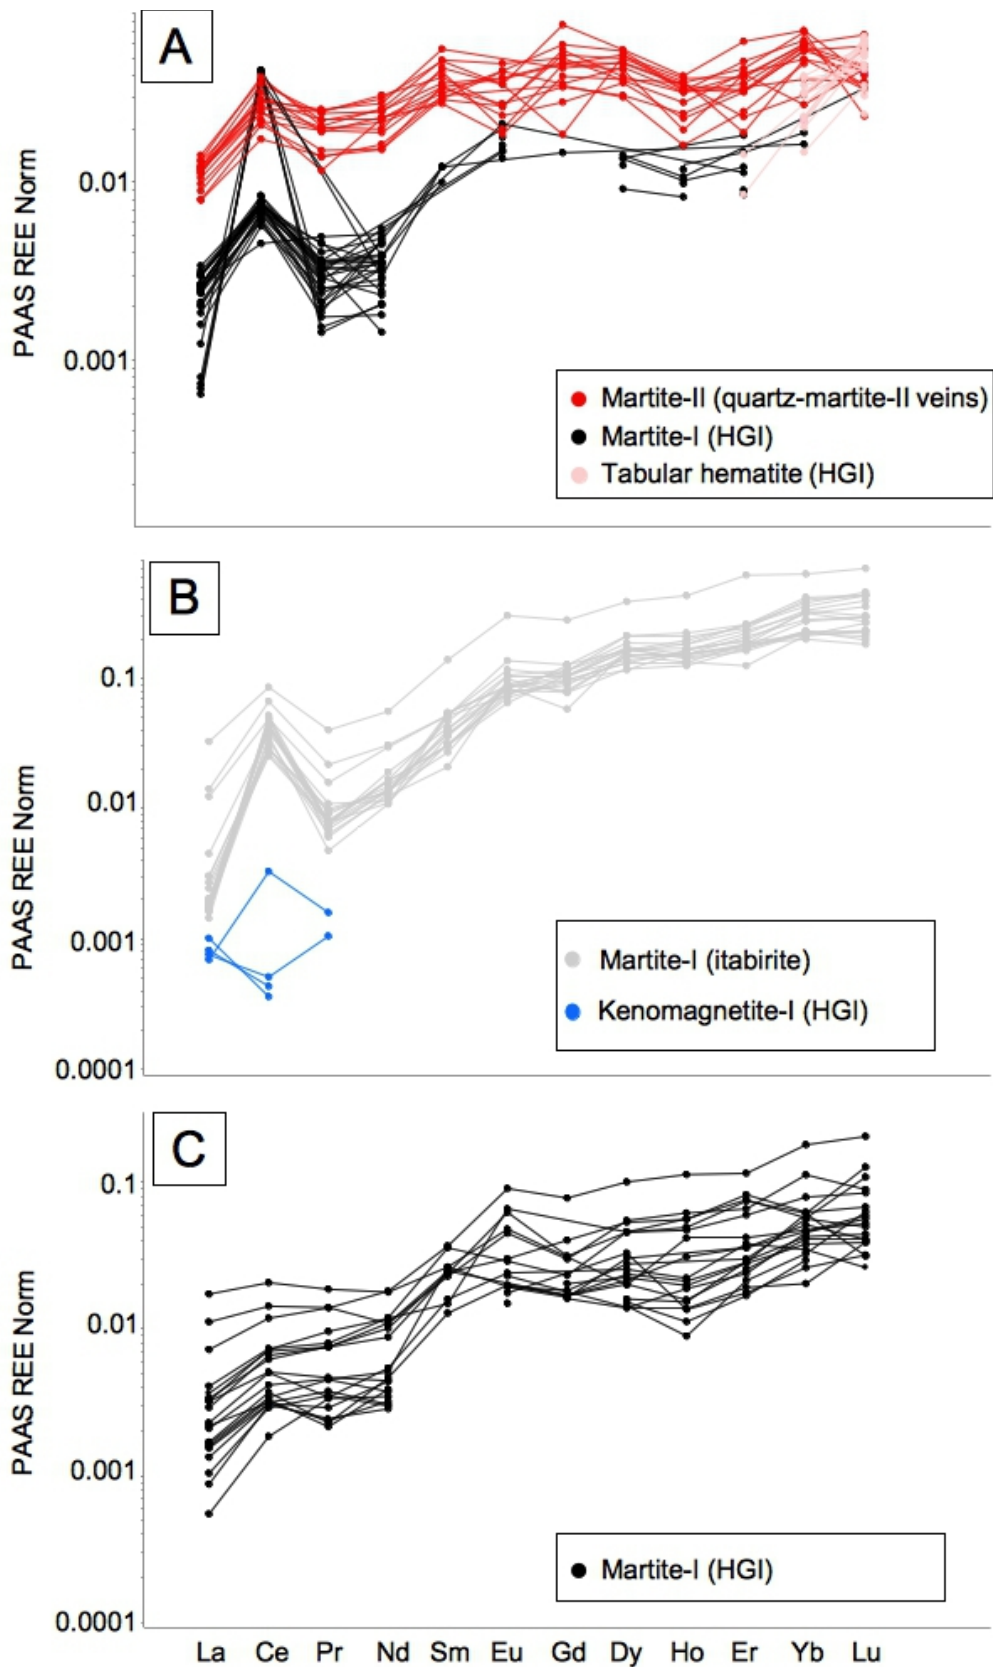 A
PAAS REE Norm
0.01
0.001
Martite-II (quartz-martite-II veins)
Martite-I (HGI)
Tabular hematite (HGI)
B
PAAS REE Norm
0.1
0.01
0.001
0.0001
Martite-I (itabirite)
Kenomagnetite-I (HGI)
C
PAAS REE Norm
0.1
0.01
0.001
0.0001
Martite-I (HGI)
La Ce Pr Nd Sm Eu Gd Dy Ho Er Yb Lu